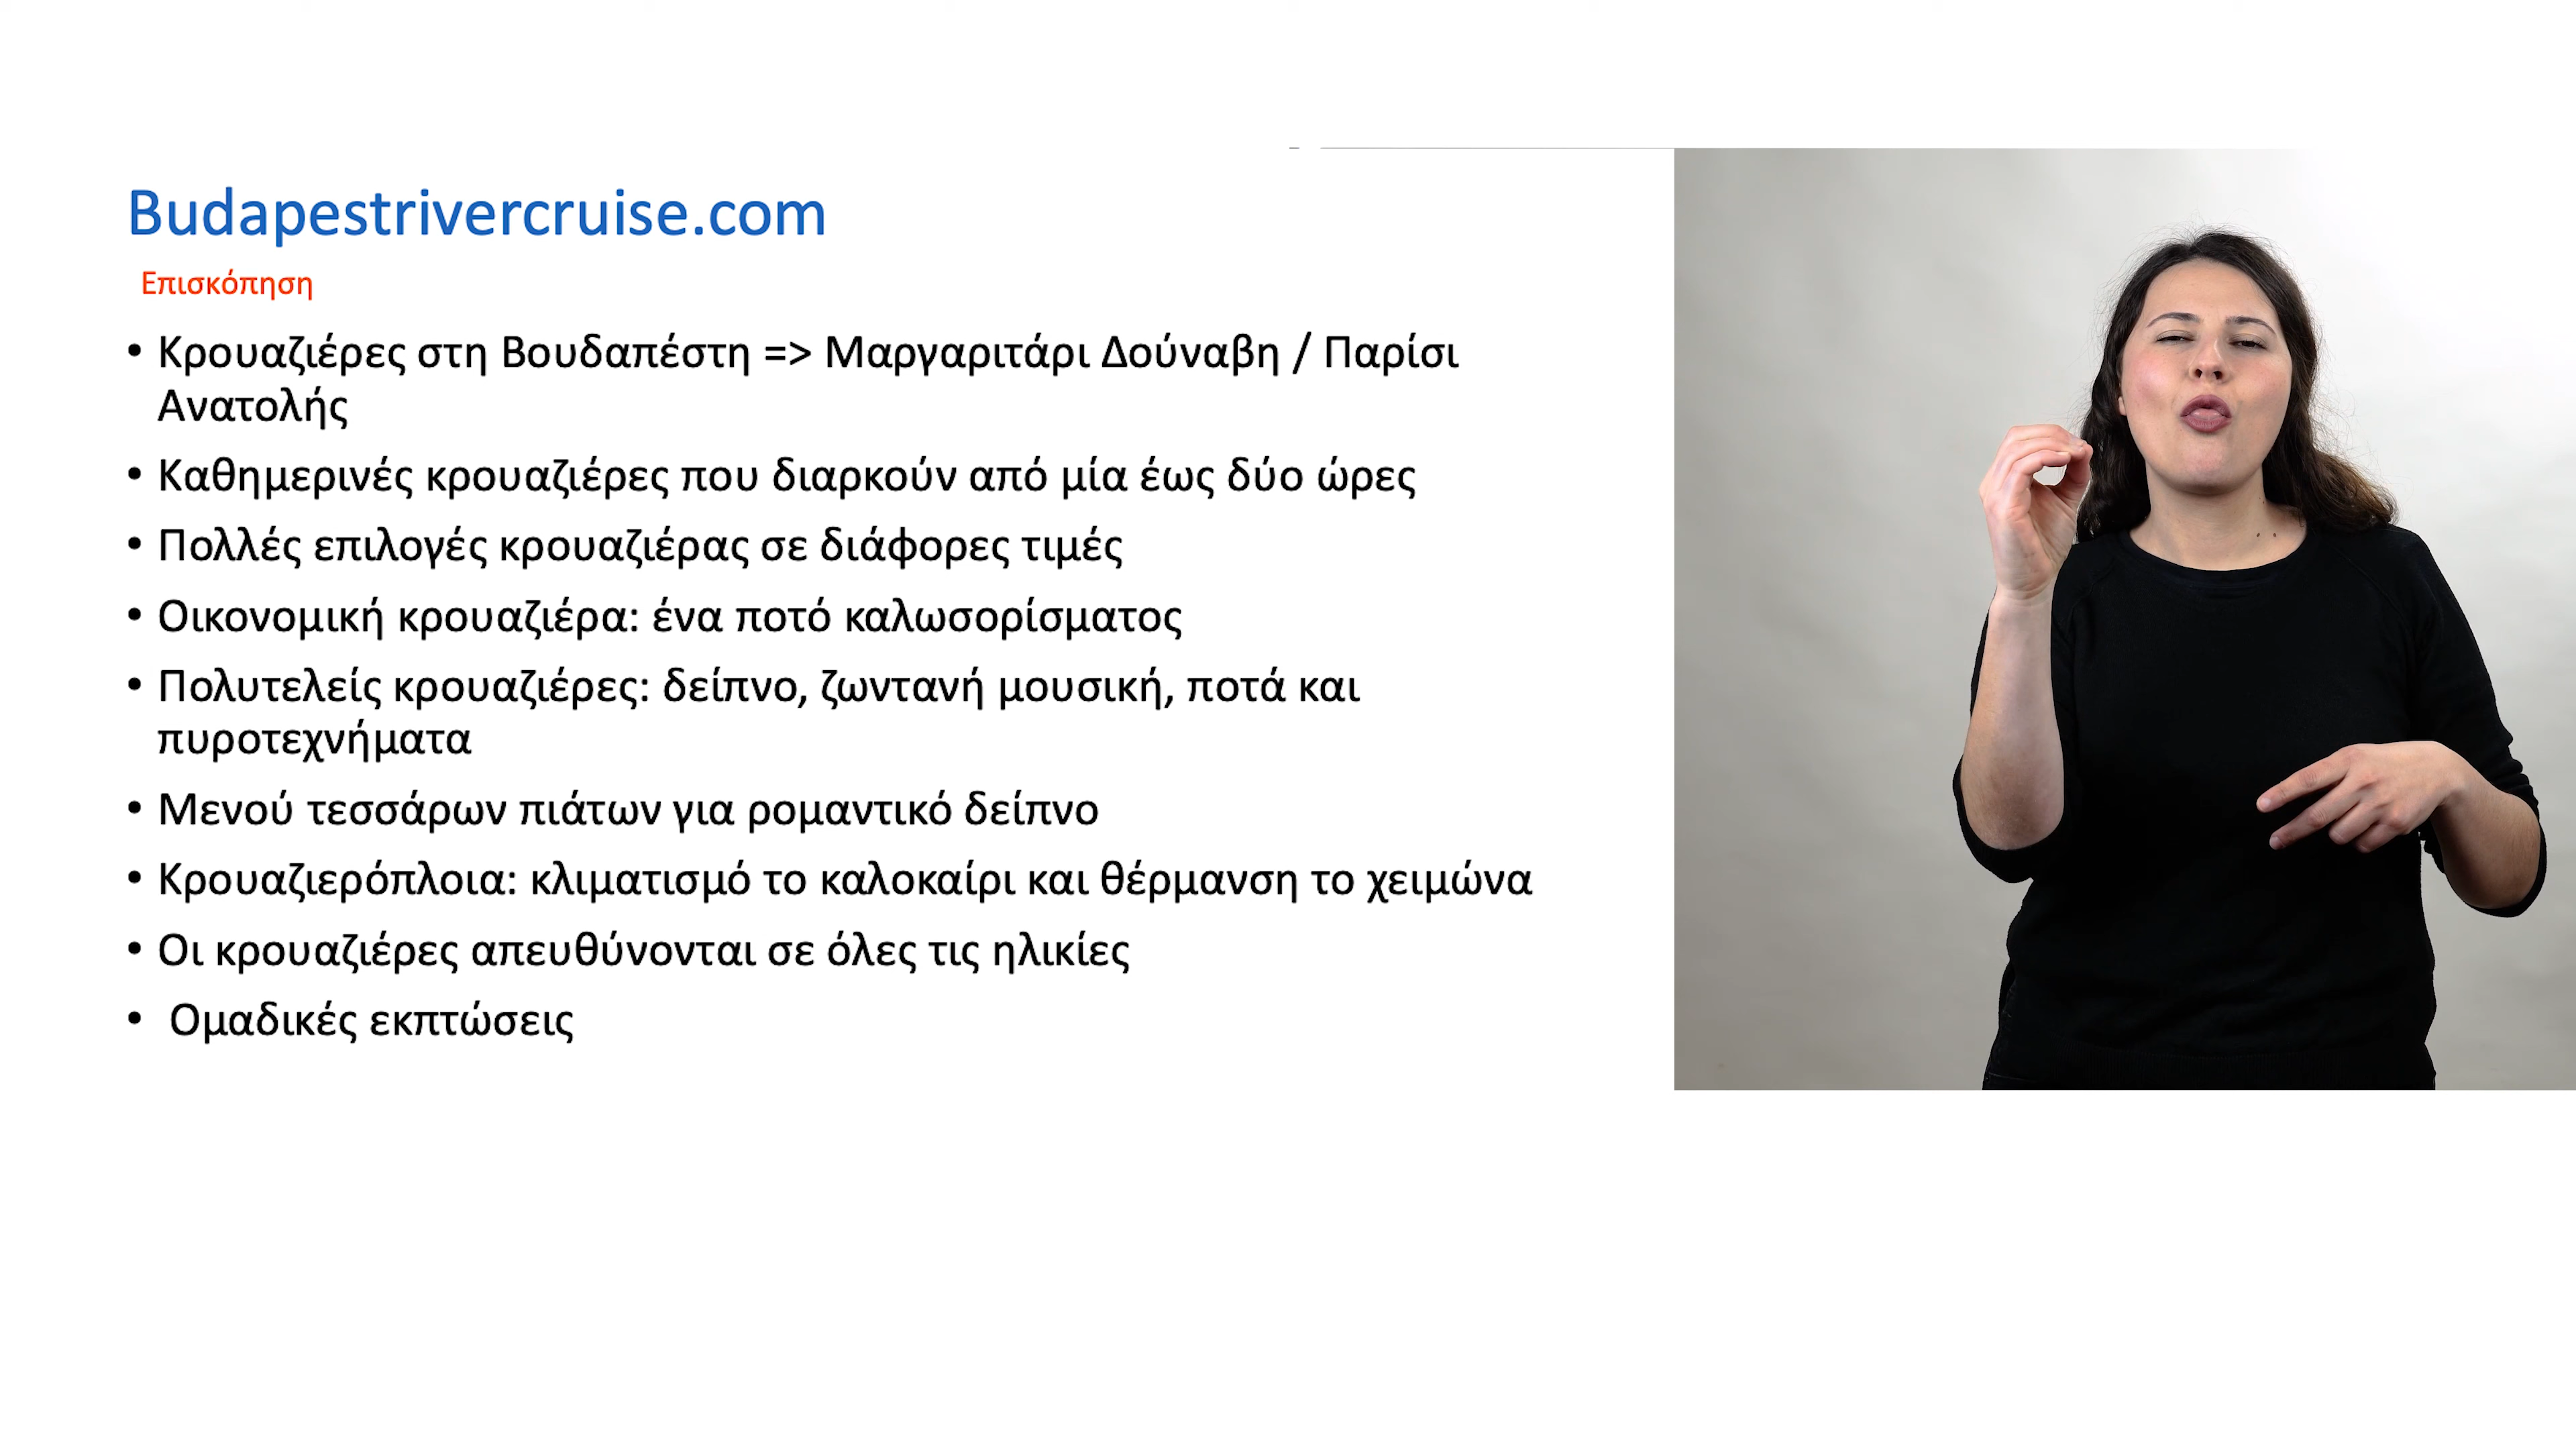 Budapestrivercruise.com
Επισκόπηση
• Κρουαζιέρες στη Βουδαπέστη => Μαργαριτάρι Δούναβη / Παρίσι
Ανατολής
• Καθημερινές κρουαζιέρες που διαρκούν από μία έως δύο ώρες
• Πολλές επιλογές κρουαζιέρας σε διάφορες τιμές
• Οικονομική κρουαζιέρα: ένα ποτό καλωσορίσματος
• Πολυτελείς κρουαζιέρες: δείπνο, ζωντανή μουσική, ποτά και
πυροτεχνήματα
• Μενού τεσσάρων πιάτων για ρομαντικό δείπνο
• Κρουαζιερόπλοια: κλιματισμό το καλοκαίρι και θέρμανση το χειμώνα
• Οι κρουαζιέρες απευθύνονται σε όλες τις ηλικίες
• Ομαδικές εκπτώσεις